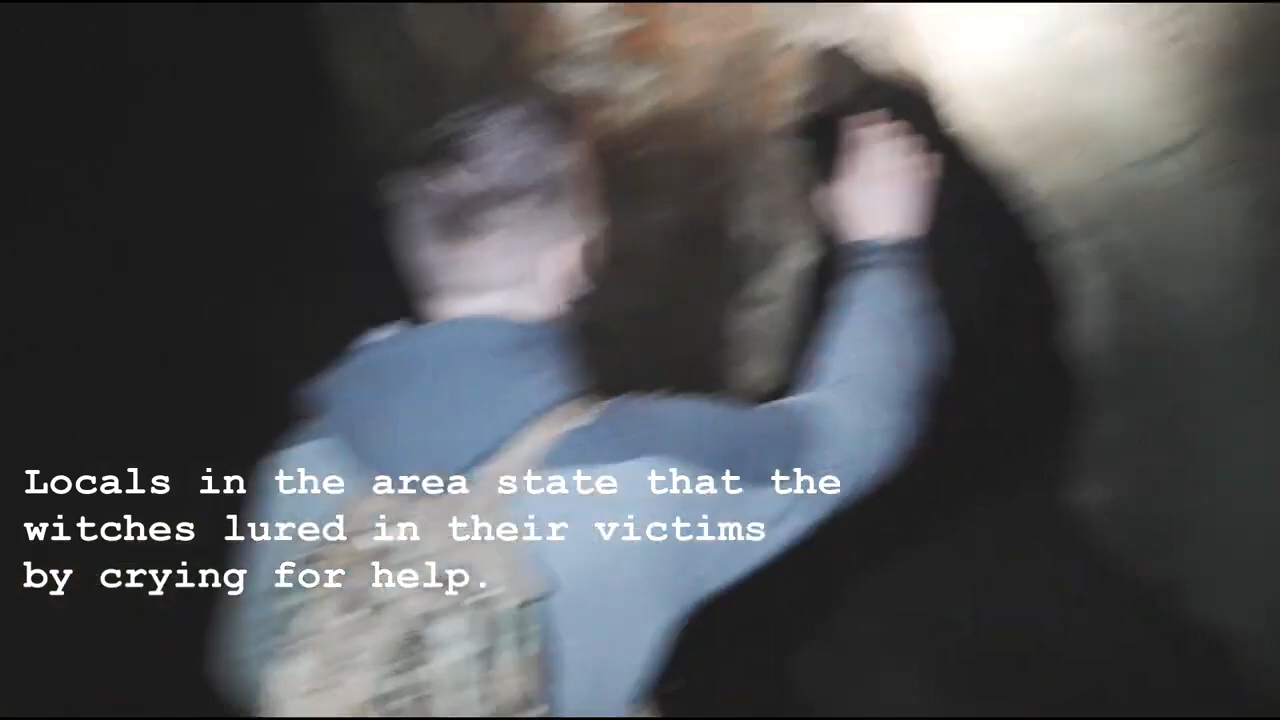 Locals in the area state that the
witches lured in their victims
by crying for help.